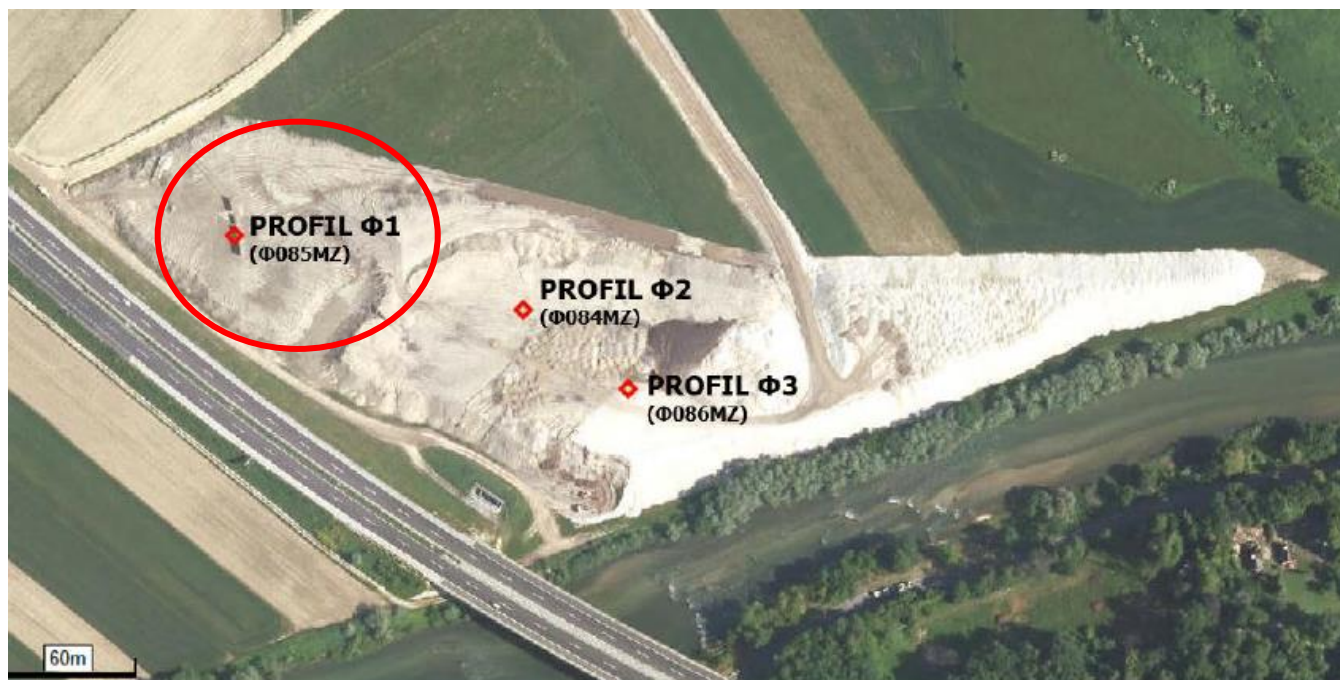 PROFIL Φ1
(Φ085MZ)
PROFIL Φ2
(Φ084MZ)
PROFIL Φ3
(Φ086MZ)
60m